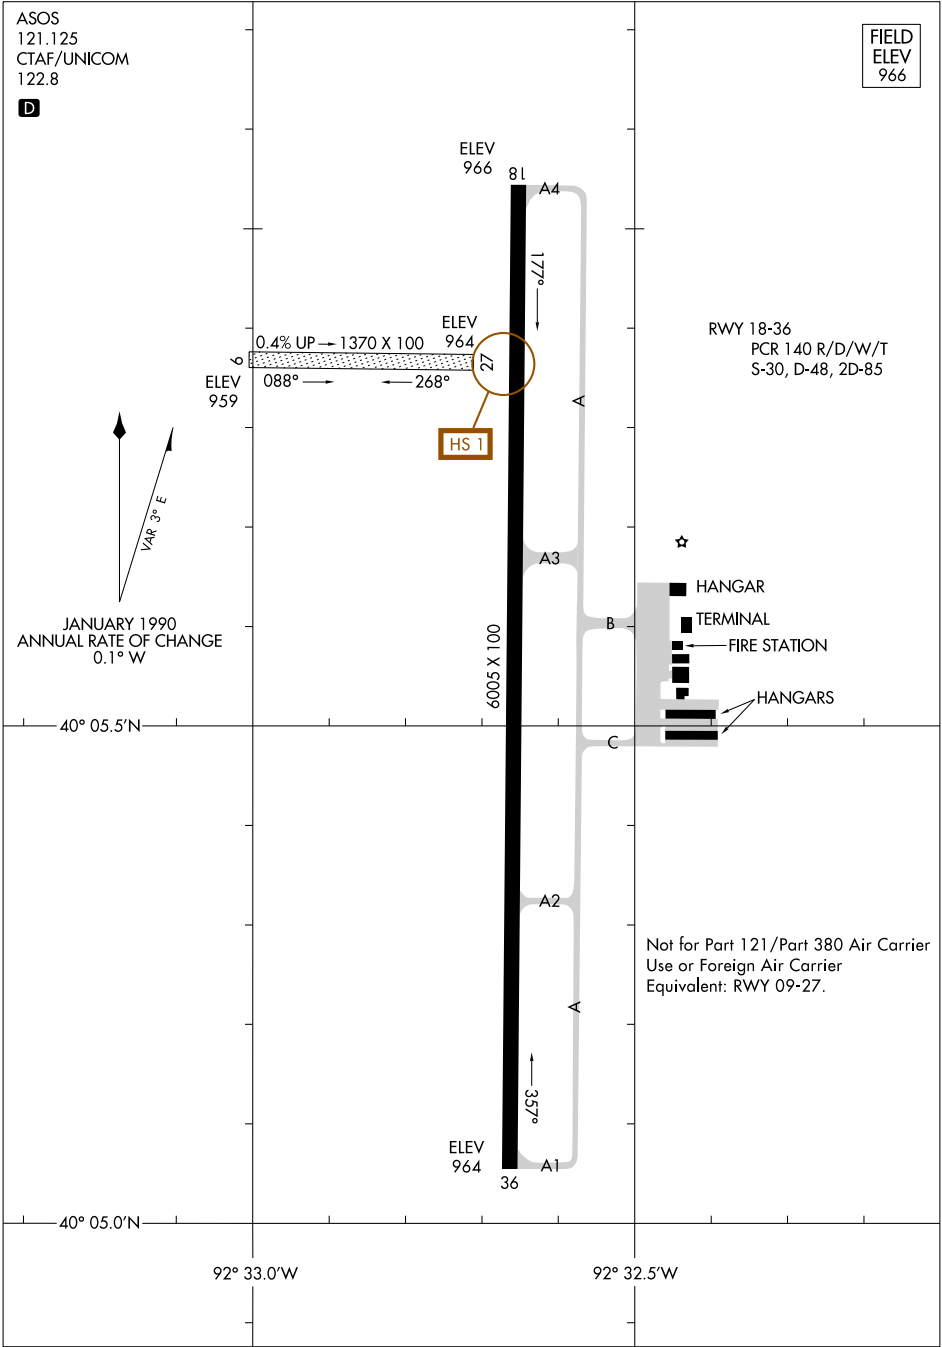 ASOS
121.125
CTAF/UNICOM
122.8
D
FIELD
ELEV
966
ELEV
966
18
A4
177°
ELEV
964
0.4% UP
1370 X 100
9
27
088°
268°
ELEV
959
HS 1
RWY 18-36
PCR 140 R/D/W/T
S-30, D-48, 2D-85
A
VAR 3° E
JANUARY 1990
ANNUAL RATE OF CHANGE
0.1° W
A3
HANGAR
B
TERMINAL
FIRE STATION
6005 X 100
HANGARS
40° 05.5'N
C
A2
Not for Part 121/Part 380 Air Carrier
Use or Foreign Air Carrier
Equivalent: RWY 09-27.
A
357°
ELEV
964
A1
36
40° 05.0'N
92° 33.0'W
92° 32.5'W